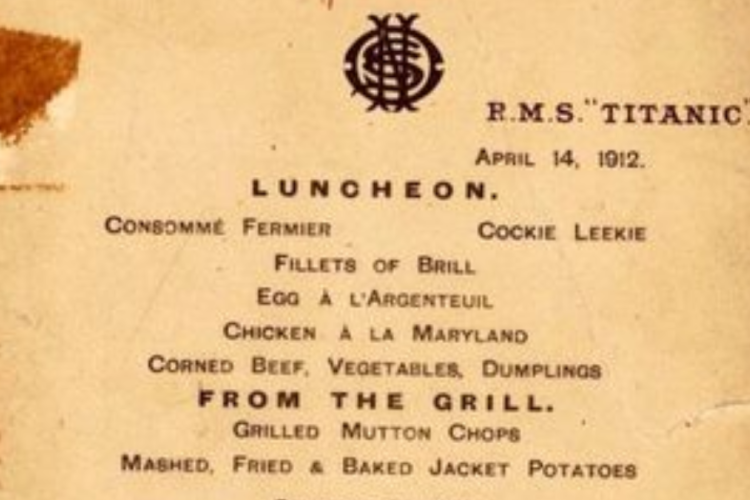 R.M.S. "TITANIC"
APRIL 14, 1912.
LUNCHEON.
CONSOMMÉ FERMIER COCKIE LEEKIE
FILLETS OF BRILL
EGG À L'ARGENTEUIL
CHICKEN À LA MARYLAND
CORNED BEEF, VEGETABLES, DUMPLINGS
FROM THE GRILL.
GRILLED MUTTON CHOPS
MASHED, FRIED & BAKED JACKET POTATOES